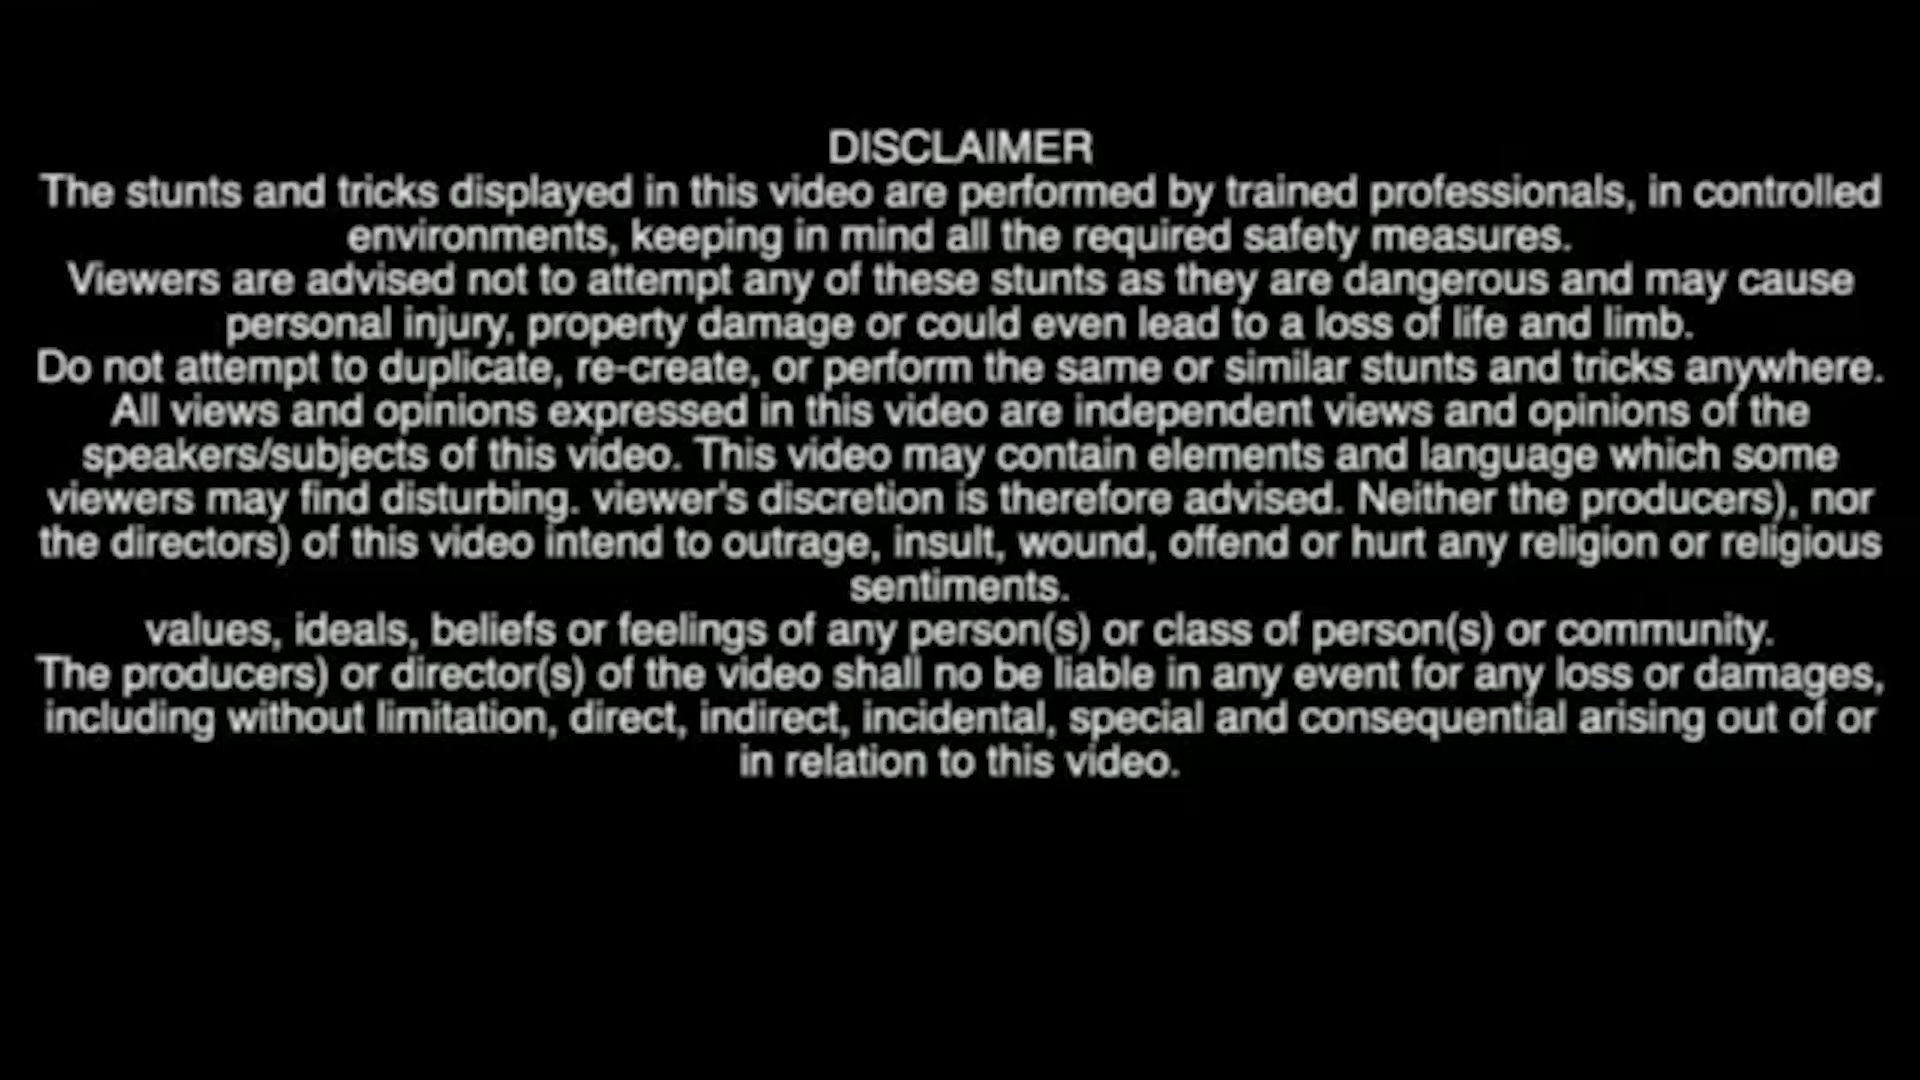 DISCLAIMER
The stunts and tricks displayed in this video are performed by trained professionals, in controlled
environments, keeping in mind all the required safety measures.
Viewers are advised not to attempt any of these stunts as they are dangerous and may cause
personal injury, property damage or could even lead to a loss of life and limb.
Do not attempt to duplicate, re-create, or perform the same or similar stunts and tricks anywhere.
All views and opinions expressed in this video are independent views and opinions of the
speakers/subjects of this video. This video may contain elements and language which some
viewers may find disturbing. viewer's discretion is therefore advised. Neither the producers), nor
the directors) of this video intend to outrage, insult, wound, offend or hurt any religion or religious
sentiments.
values, ideals, beliefs or feelings of any person(s) or class of person(s) or community.
The producers) or director(s) of the video shall no be liable in any event for any loss or damages,
including without limitation, direct, indirect, incidental, special and consequential arising out of or
in relation to this video.